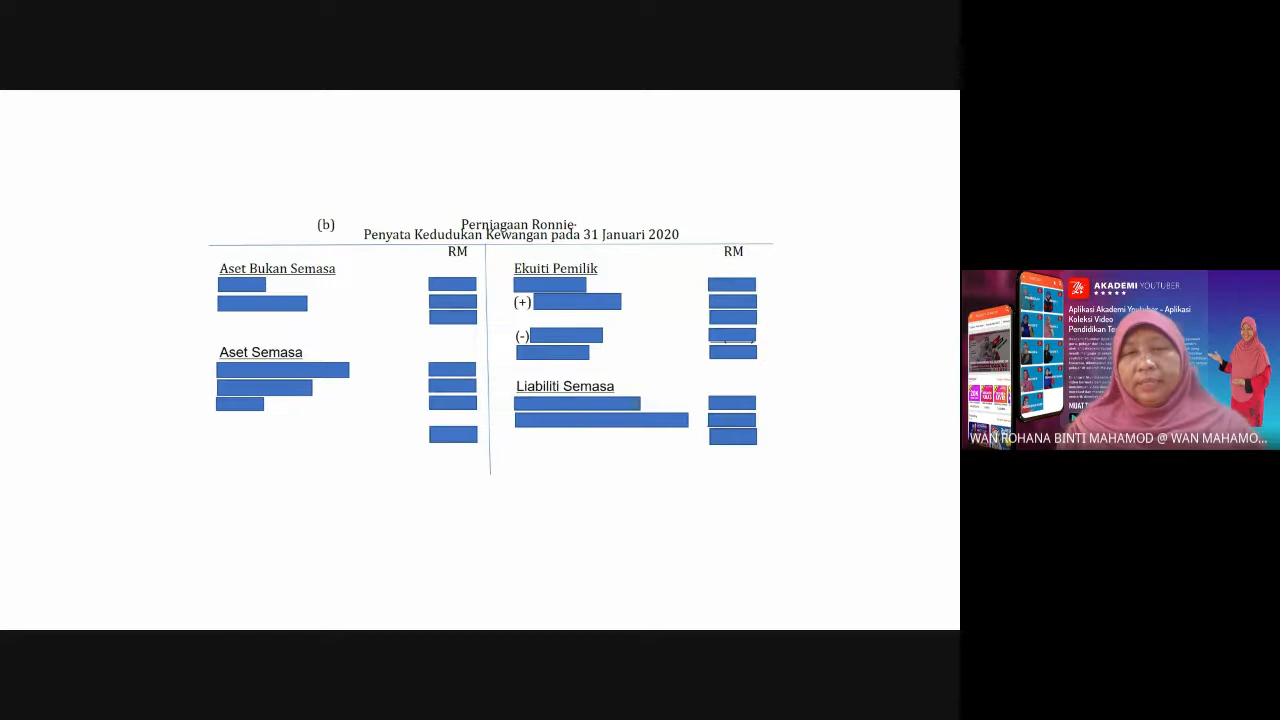 (b) Perniagaan Ronnie
Penyata Kedudukan Kewangan pada 31 Januari 2020
RM RM
Aset Bukan Semasa Ekuiti Pemilik
(+)
(-)
Aset Semasa
Liabiliti Semasa
AKADEMI YOUTUBER
Aplikasi Akademi Youtuber - Aplikasi
Koleksi Video
Pendidikan
WAN ROHANA BINTI MAHAMOD @ WAN MAHAMO...